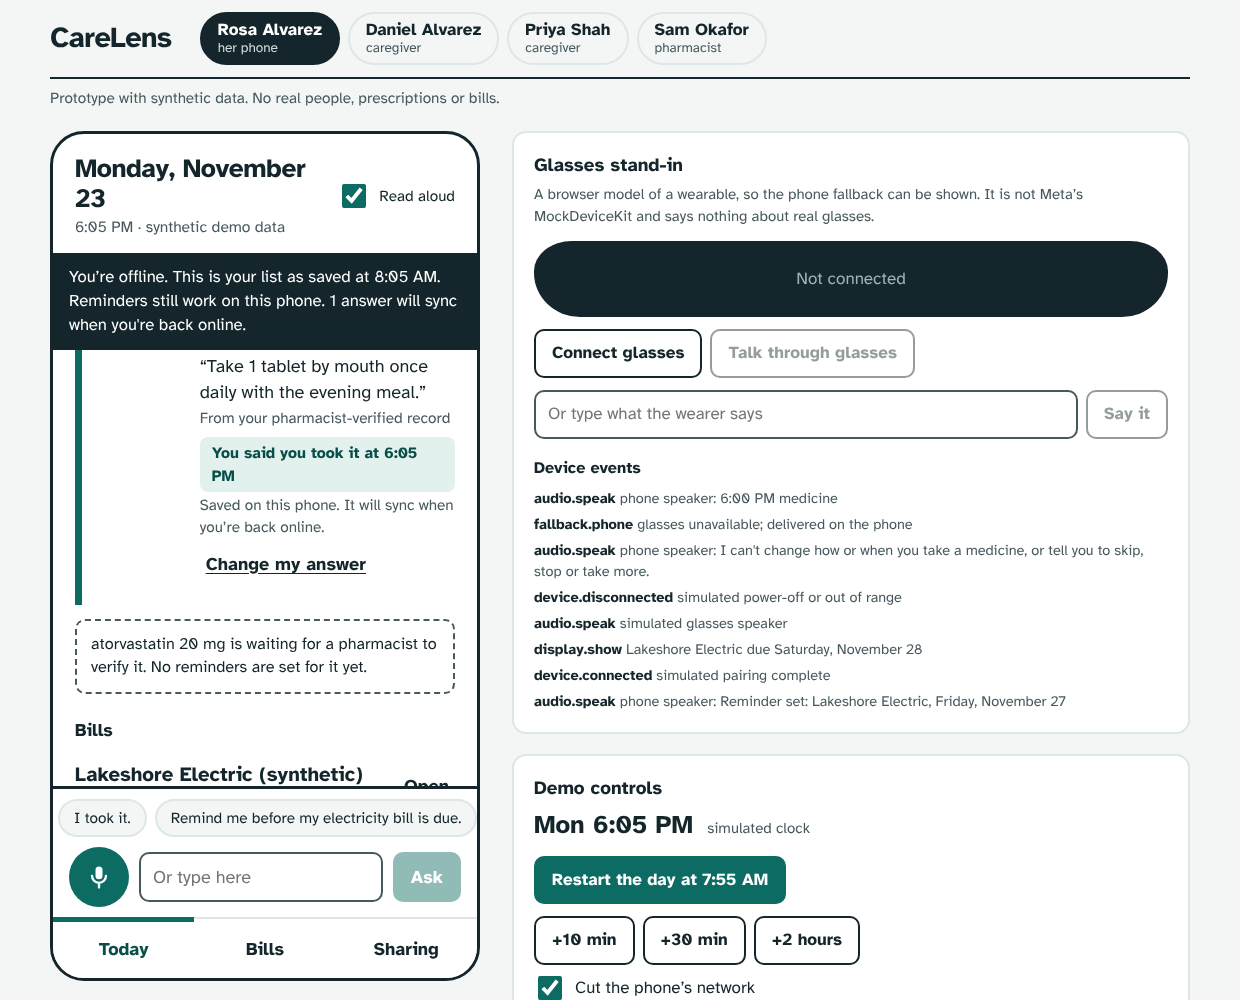 CareLens
Rosa Alvarez
her phone
Daniel Alvarez
caregiver
Priya Shah
caregiver
Sam Okafor
pharmacist
Prototype with synthetic data. No real people, prescriptions or bills.
Monday, November
23
6:05 PM · synthetic demo data
Read aloud
You’re offline. This is your list as saved at 8:05 AM.
Reminders still work on this phone. 1 answer will sync
when you're back online.
“Take 1 tablet by mouth once
daily with the evening meal.”
From your pharmacist-verified record
You said you took it at 6:05
PM
Saved on this phone. It will sync when
you’re back online.
Change my answer
atorvastatin 20 mg is waiting for a pharmacist to
verify it. No reminders are set for it yet.
Bills
Lakeshore Electric (synthetic)
Open
I took it.
Remind me before my electricity bill is due.
Or type here
Ask
Today
Bills
Sharing
Glasses stand-in
A browser model of a wearable, so the phone fallback can be shown. It is not Meta’s
MockDeviceKit and says nothing about real glasses.
Not connected
Connect glasses
Talk through glasses
Or type what the wearer says
Say it
Device events
audio.speak phone speaker: 6:00 PM medicine
fallback.phone glasses unavailable; delivered on the phone
audio.speak phone speaker: I can't change how or when you take a medicine, or tell you to skip,
stop or take more.
device.disconnected simulated power-off or out of range
audio.speak simulated glasses speaker
display.show Lakeshore Electric due Saturday, November 28
device.connected simulated pairing complete
audio.speak phone speaker: Reminder set: Lakeshore Electric, Friday, November 27
Demo controls
Mon 6:05 PM simulated clock
Restart the day at 7:55 AM
+10 min
+30 min
+2 hours
Cut the phone’s network